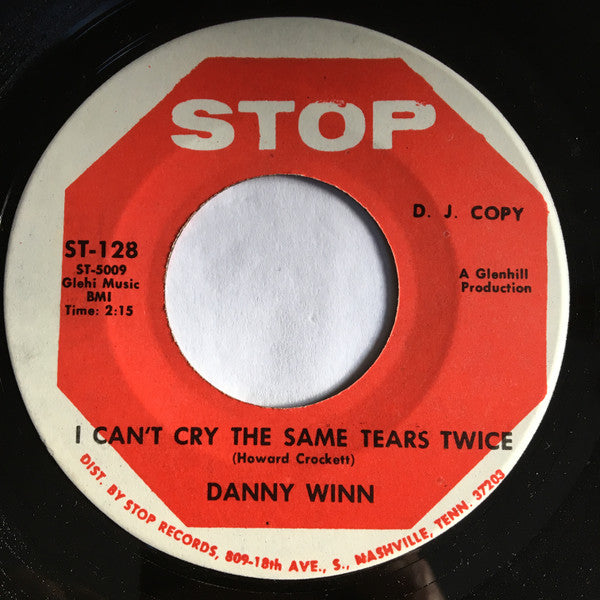 STOP
D. J. COPY
ST-128
ST-5009
Glehi Music
BMI
Time: 2:15
A Glenhill
Production
I CAN'T CRY THE SAME TEARS TWICE
(Howard Crockett)
DANNY WINN
DIST. BY STOP RECORDS, 809-18th AVE., S., NASHVILLE, TENN. 37203